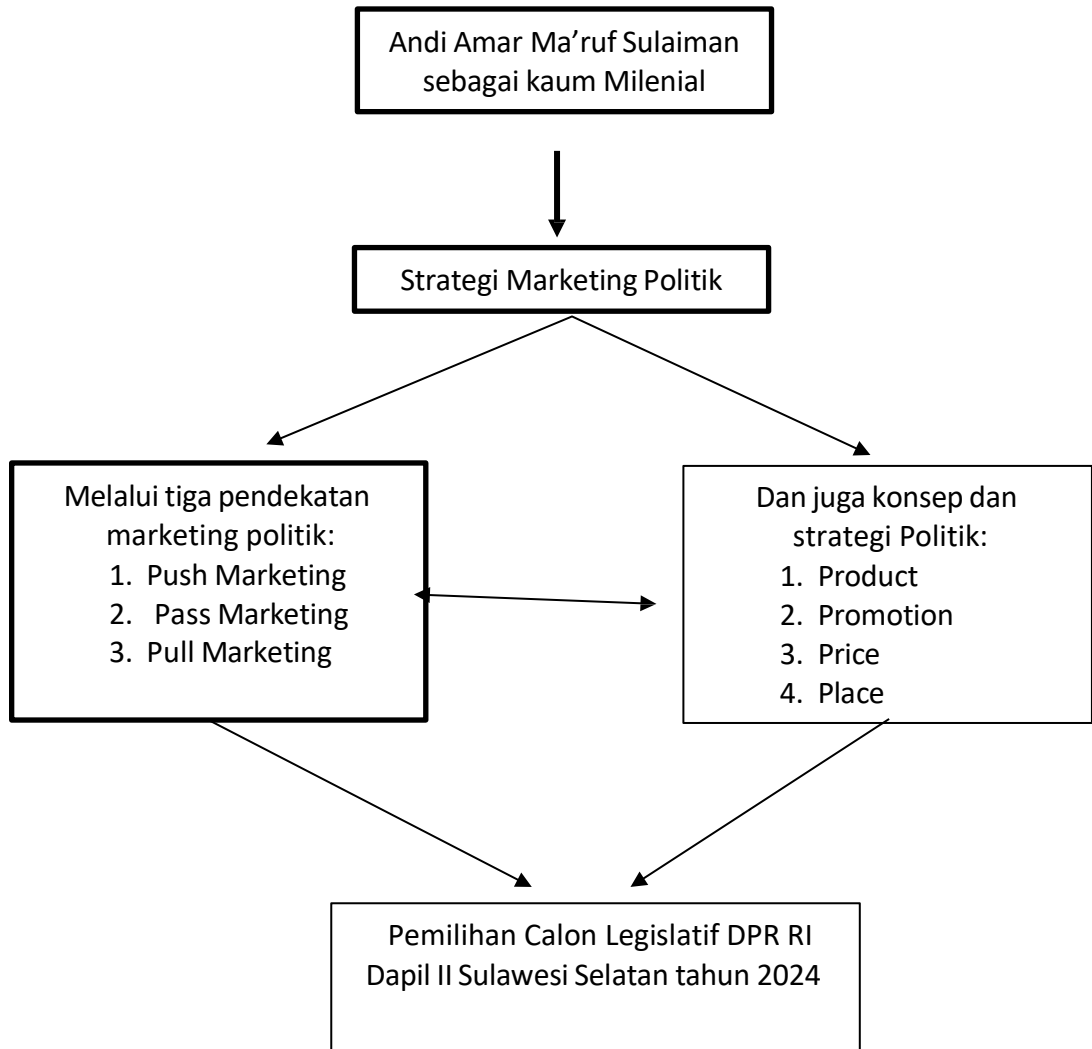 Andi Amar Ma’ruf Sulaiman
sebagai kaum Milenial
Strategi Marketing Politik
Melalui tiga pendekatan
marketing politik:
1. Push Marketing
2. Pass Marketing
3. Pull Marketing
Dan juga konsep dan
strategi Politik:
1. Product
2. Promotion
3. Price
4. Place
Pemilihan Calon Legislatif DPR RI
Dapil II Sulawesi Selatan tahun 2024